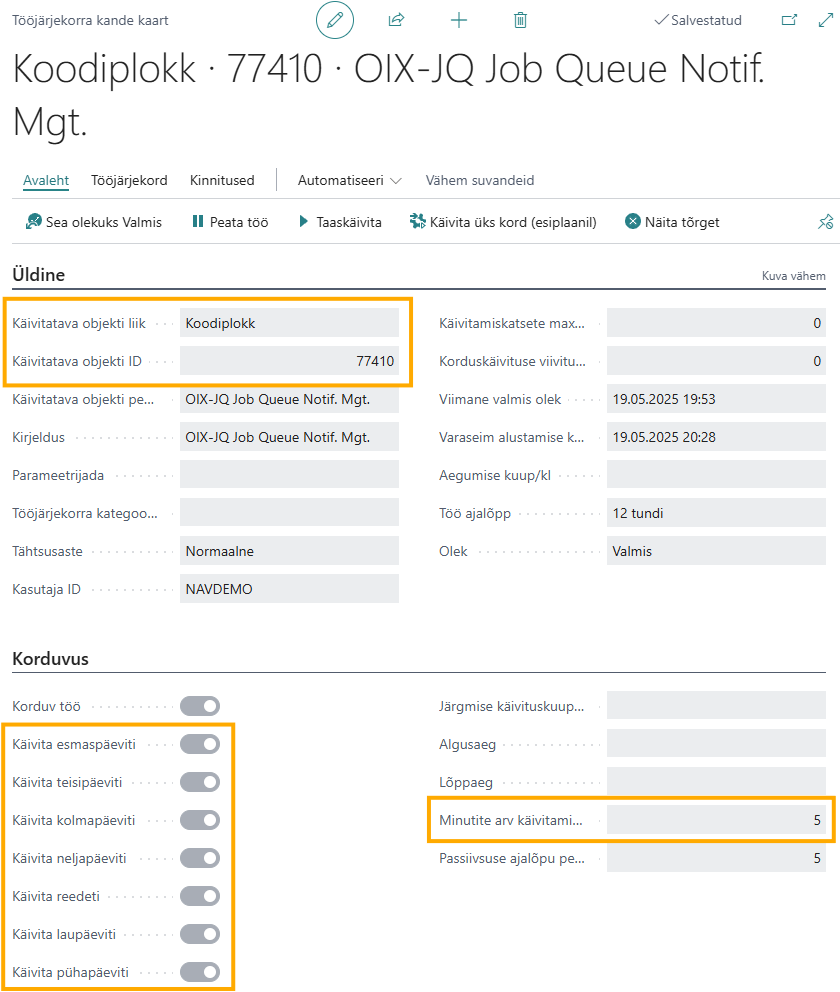 Tööjärjekorra kande kaart
Salvestatud
Koodiplokk · 77410 · OIX-JQ Job Queue Notif.
Mgt.
Avaleht Tööjärjekord Kinnitused Automatiseeri Vähem suvandeid
Sea olekuks Valmis Peata töö Taaskäivita Käivita üks kord (esiplaanil) Näita tõrget
Üldine
Kuva vähem
Käivitatava objekti liik Koodiplokk
Käivitatava objekti ID 77410
Käivitatava objekti pe... OIX-JQ Job Queue Notif. Mgt.
Kirjeldus OIX-JQ Job Queue Notif. Mgt.
Parameetrijada
Tööjärjekorra kategoo...
Tähtsusaste Normaalne
Kasutaja ID NAVDEMO
Käivitamiskatsete max... 0
Korduskäivituse viivitu... 0
Viimane valmis olek 19.05.2025 19:53
Varaseim alustamise k... 19.05.2025 20:28
Aegumise kuup/kl
Töö ajalõpp 12 tundi
Olek Valmis
Korduvus
Korduv töö
Käivita esmaspäeviti
Käivita teisipäeviti
Käivita kolmapäeviti
Käivita neljapäeviti
Käivita reedeti
Käivita laupäeviti
Käivita pühapäeviti
Järgmise käivituskuup...
Algusaeg
Lõppaeg
Minutite arv käivitami... 5
Passiivsuse ajalõpu pe... 5